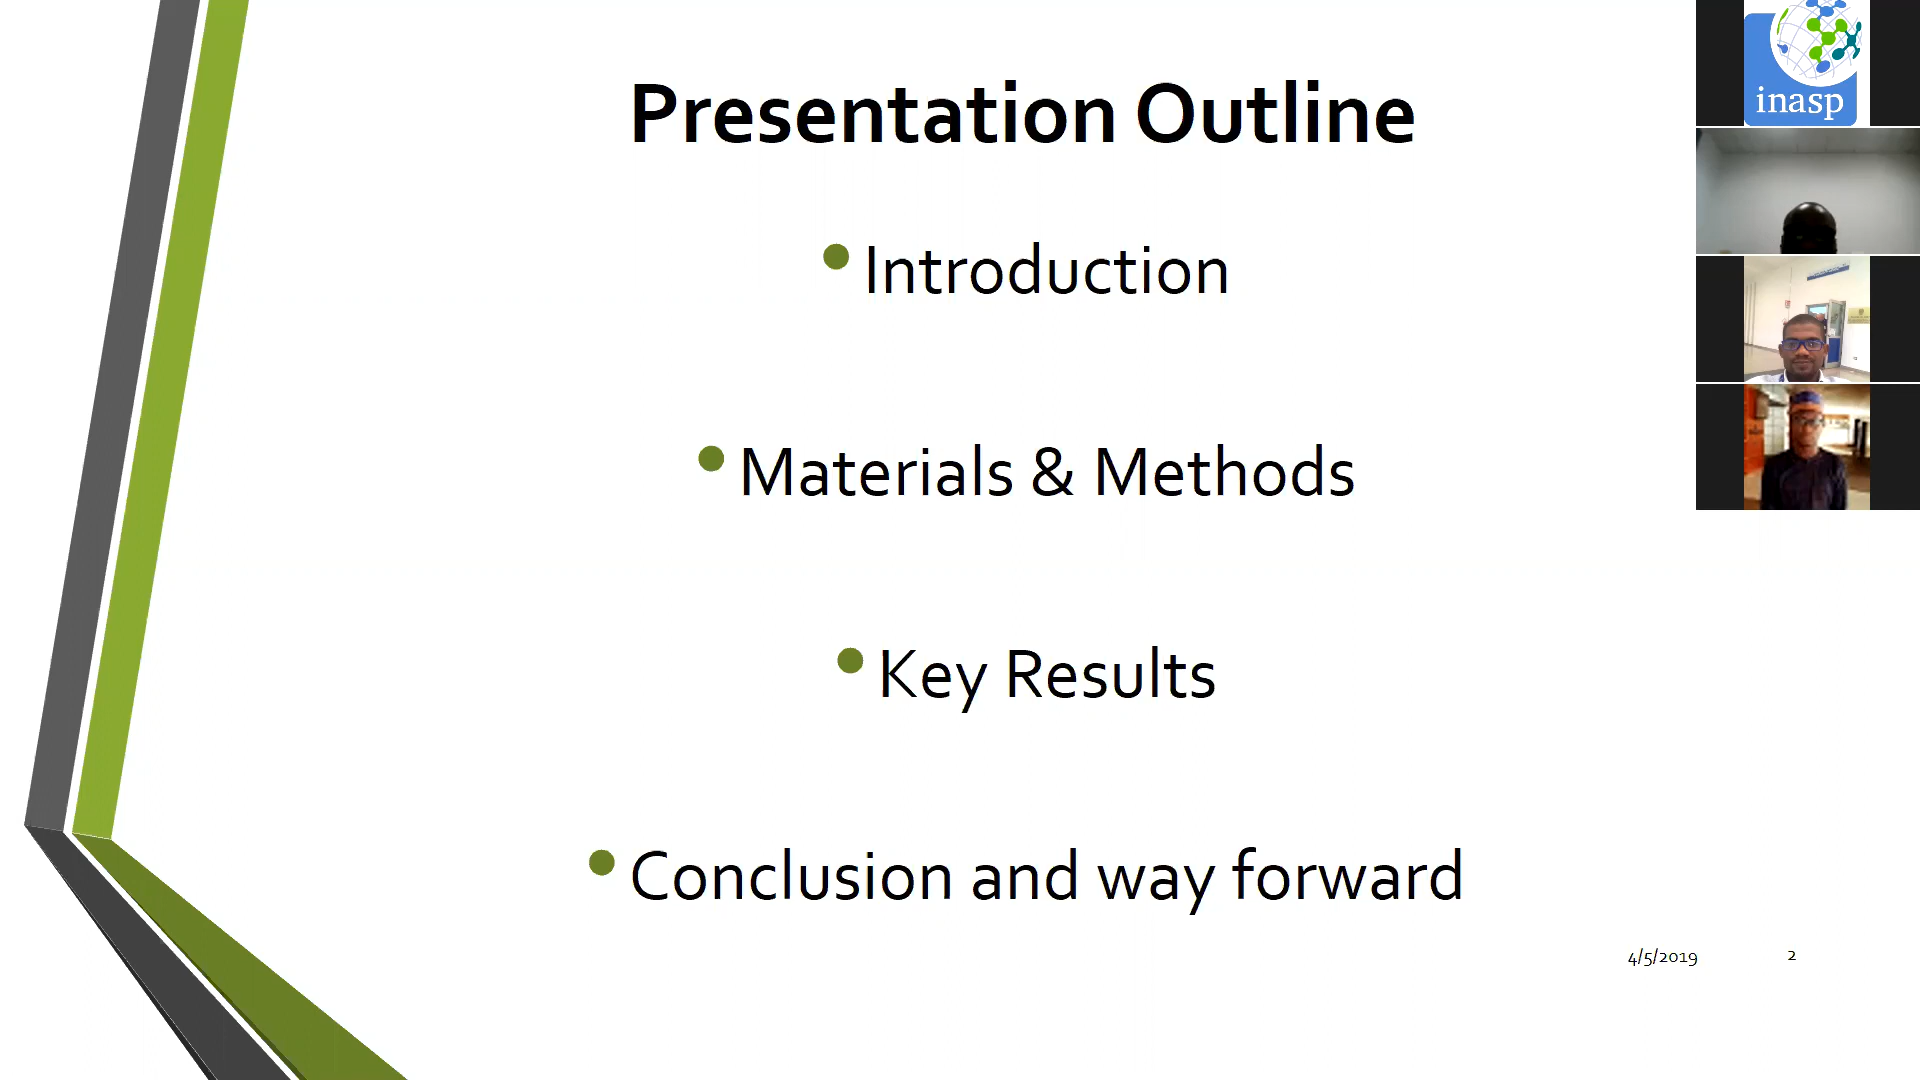 Presentation Outline
inasp
• Introduction
• Materials & Methods
• Key Results
• Conclusion and way forward
4/5/2019
2